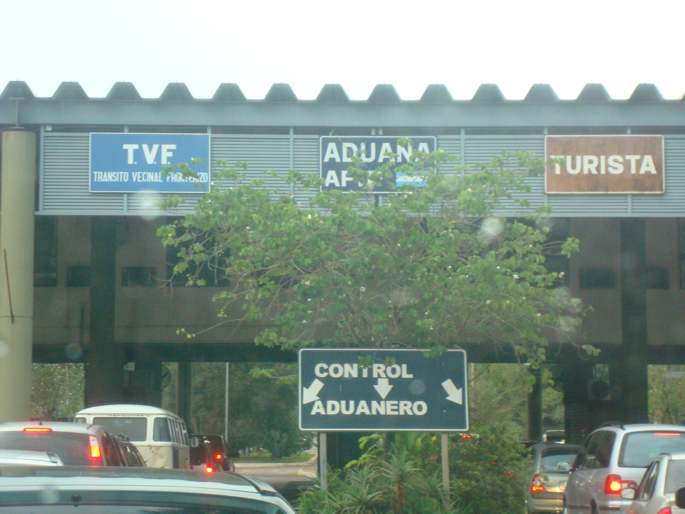 T.V.F.
TRANSITO VECINAL FRONTERIZO
ADUANA
TURISTA
CONTROL
ADUANERO